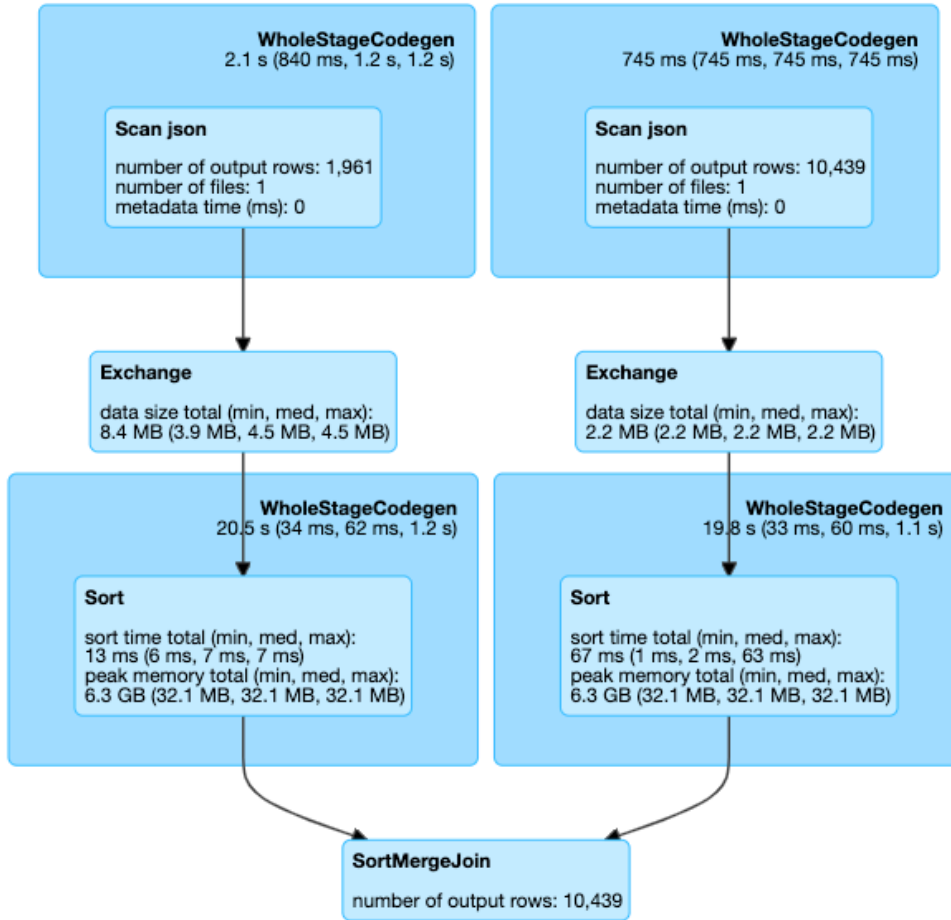 WholeStageCodegen
2.1 s (840 ms, 1.2 s, 1.2 s)
Scan json
number of output rows: 1,961
number of files: 1
metadata time (ms): 0
WholeStageCodegen
745 ms (745 ms, 745 ms, 745 ms)
Scan json
number of output rows: 10,439
number of files: 1
metadata time (ms): 0
Exchange
data size total (min, med, max):
8.4 MB (3.9 MB, 4.5 MB, 4.5 MB)
Exchange
data size total (min, med, max):
2.2 MB (2.2 MB, 2.2 MB, 2.2 MB)
WholeStageCodegen
20.5 s (34 ms, 62 ms, 1.2 s)
Sort
sort time total (min, med, max):
13 ms (6 ms, 7 ms, 7 ms)
peak memory total (min, med, max):
6.3 GB (32.1 MB, 32.1 MB, 32.1 MB)
WholeStageCodegen
19.8 s (33 ms, 60 ms, 1.1 s)
Sort
sort time total (min, med, max):
67 ms (1 ms, 2 ms, 63 ms)
peak memory total (min, med, max):
6.3 GB (32.1 MB, 32.1 MB, 32.1 MB)
SortMergeJoin
number of output rows: 10,439